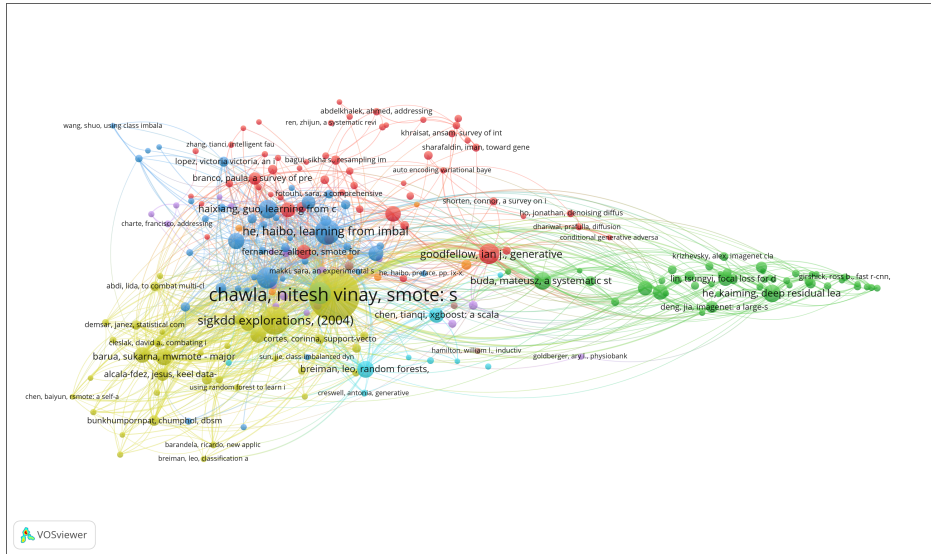 abdelkhalek, ahmed, addressing
ren, zhijun, a systematic revi
wang, shuo, using class imbala
khraisat, ansam, survey of int
zhang, tianci, intelligent fau
sharafaldin, iman, toward gene
lopez, victoria victoria, an i
bagui, sikha s., resampling im
auto encoding variational baye
branco, paula, a survey of pre
fotouhi, sara, a comprehensive
shorten, connor, a survey on i
haixiang, guo, learning from c
ho, jonathan, denoising diffus
charte, francisco, addressing
dhariwal, prafulla, diffusion
he, haibo, learning from imbal
conditional generative adversa
fernandez, alberto, smote for
goodfellow, ian j., generative
krizhevsky, alex, imagenet cla
makki, sara, an experimental s
he, haibo, preface, pp. ix-x.
buda, mateusz, a systematic st
lin, tsungyi, focal loss for d
girshick, ross b., fast r-cnn,
abdi, lida, to combat multi-cl
chawla, nitesh vinay, smote: s
he, kaiming, deep residual lea
deng, jia, imagenet: a large-s
chen, tianqi, xgboost: a scala
demsar, janez, statistical com
sigkdd explorations, (2004)
cieslak, david a., combating i
cortes, corinna, support-vecto
barua, sukarna, mwmote - major
sun, jie, class-imbalanced dyn
hamilton, william l., inductiv
goldberger, ary l., physiobank
alcala-fdez, jesus, keel data-
breiman, leo, random forests,
using random forest to learn i
chen, baiyun, rsmote: a self-a
creswell, antonia, generative
bunkhumpornpat, chumphol, dbsm
barandela, ricardo, new applic
breiman, leo, classification a
VOSviewer